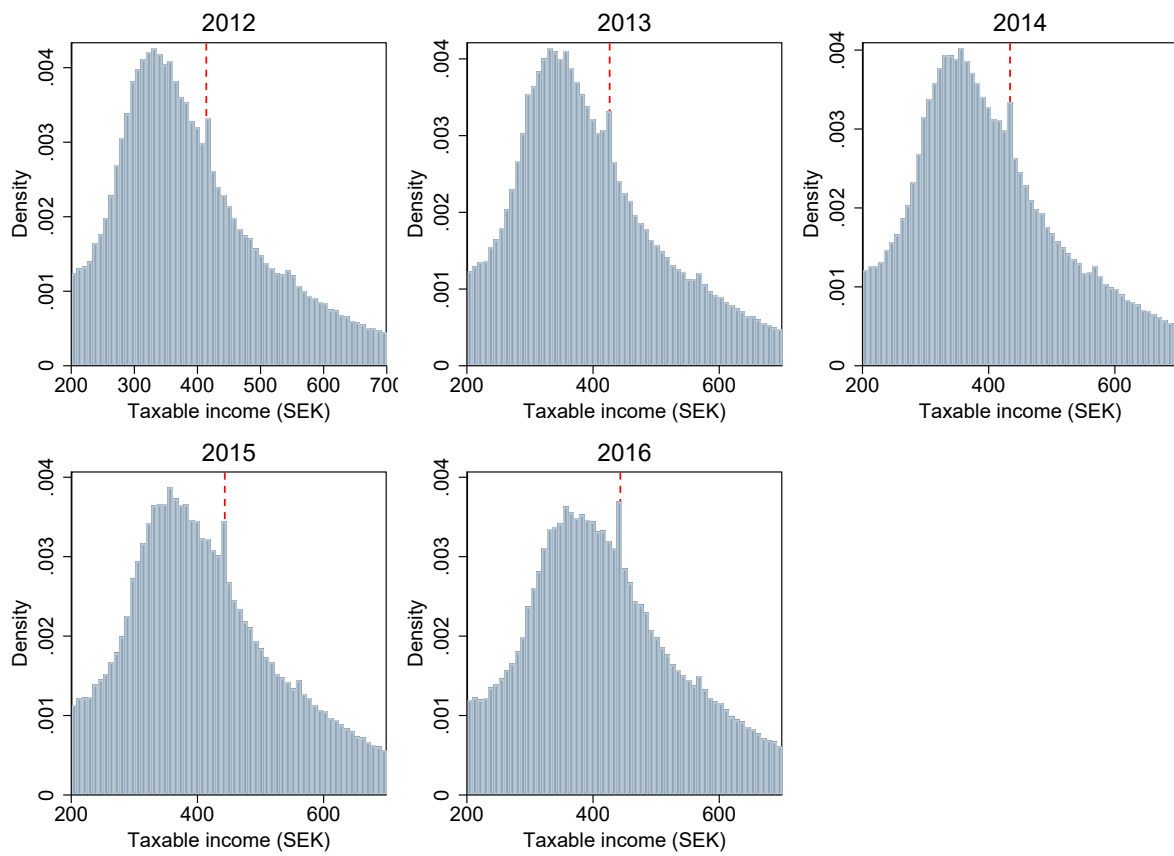 2012
Density
0 .001 .002 .003 .004
200 300 400 500 600 700
Taxable income (SEK)
2013
Density
0 .001 .002 .003 .004
200 400 600
Taxable income (SEK)
2014
Density
0 .001 .002 .003 .004
200 400 600
Taxable income (SEK)
2015
Density
0 .001 .002 .003 .004
200 400 600
Taxable income (SEK)
2016
Density
0 .001 .002 .003 .004
200 400 600
Taxable income (SEK)